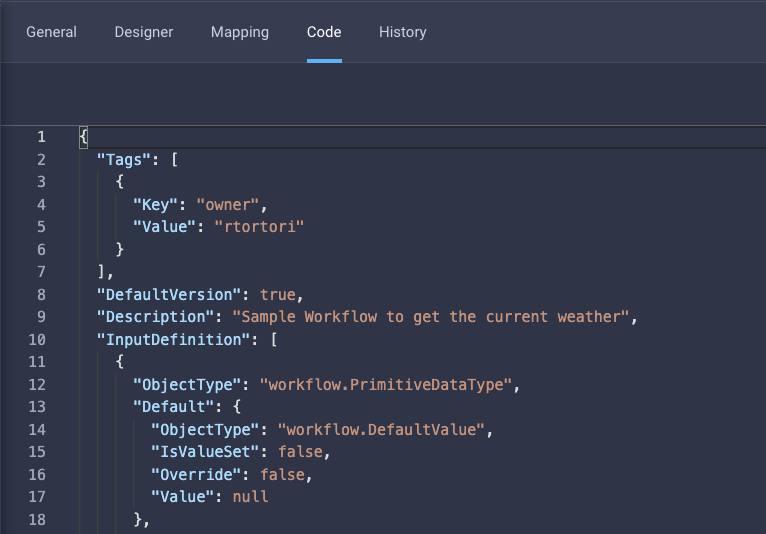 General Designer Mapping Code History
1 {
2 "Tags": [
3 {
4 "Key": "owner",
5 "Value": "rtortori"
6 }
7 ],
8 "DefaultVersion": true,
9 "Description": "Sample Workflow to get the current weather",
10 "InputDefinition": [
11 {
12 "ObjectType": "workflow.PrimitiveDataType",
13 "Default": {
14 "ObjectType": "workflow.DefaultValue",
15 "IsValueSet": false,
16 "Override": false,
17 "Value": null
18 },